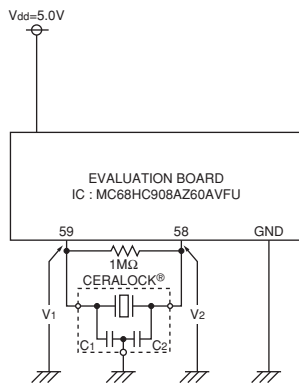 Vdd=5.0V
EVALUATION BOARD
IC : MC68HC908AZ60AVFU
59 58 GND
1MΩ
CERALOCK®
V1 V2
C1 C2